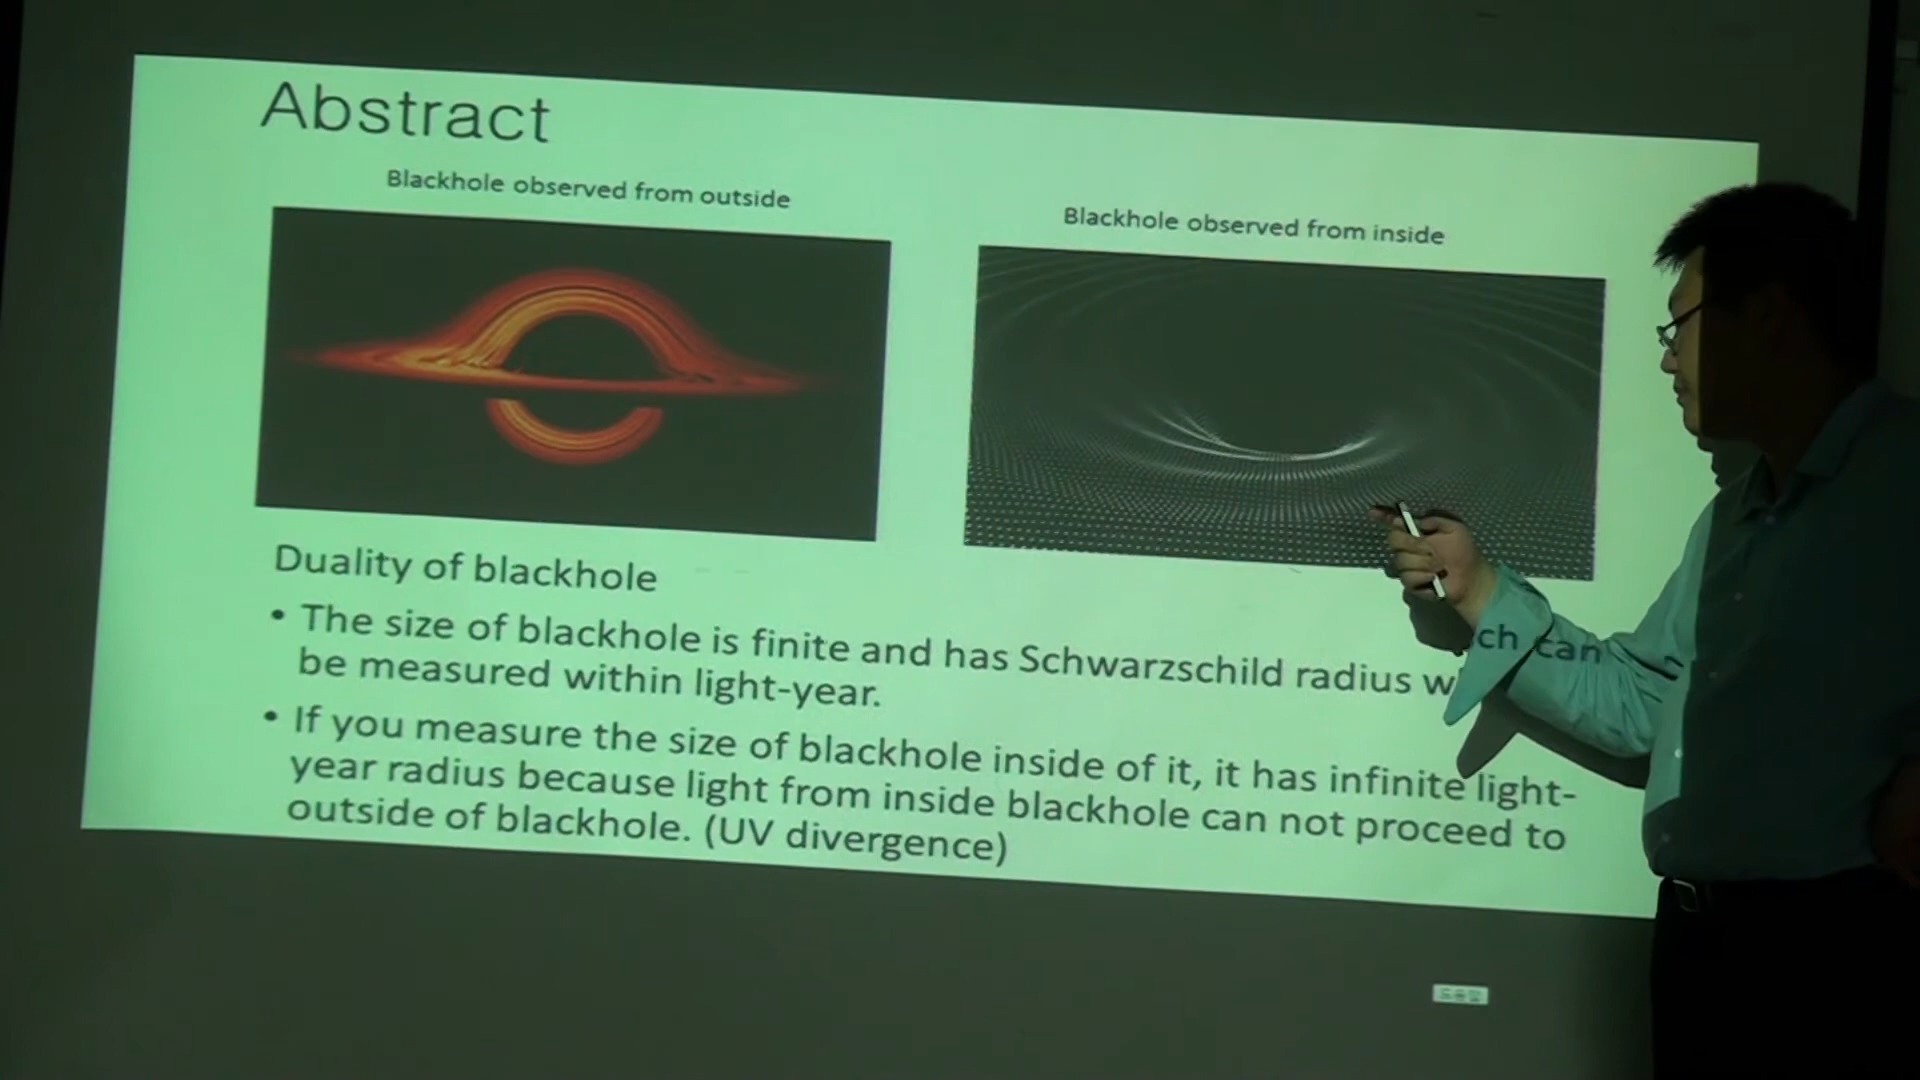 Abstract
Blackhole observed from outside
Blackhole observed from inside
Duality of blackhole
• The size of blackhole is finite and has Schwarzschild radius w ch can
be measured within light-year.
• If you measure the size of blackhole inside of it, it has infinite light-
year radius because light from inside blackhole can not proceed to
outside of blackhole. (UV divergence)